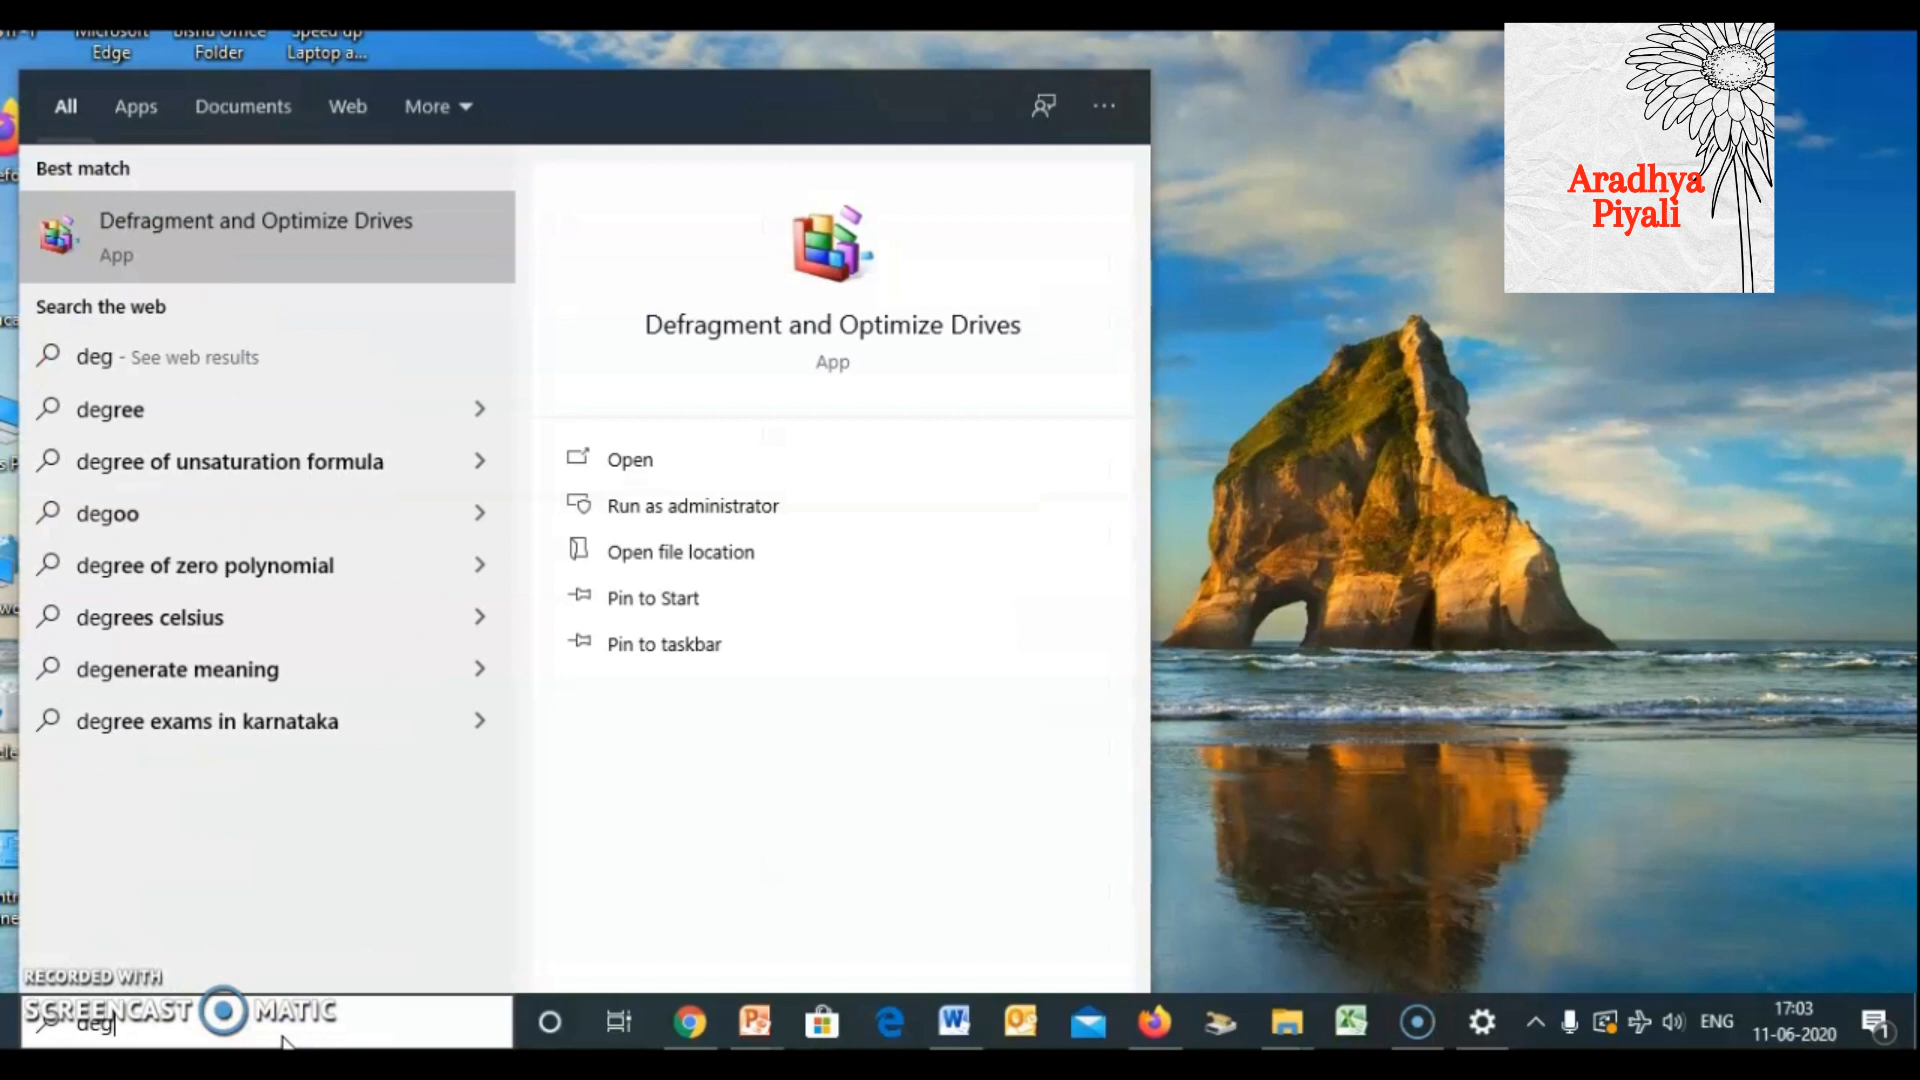 Microsoft
Edge
Bisnu Office
Folder
Speed up
Laptop a...
All
Apps
Documents
Web
More
Best match
Defragment and Optimize Drives
App
Search the web
deg - See web results
degree
degree of unsaturation formula
degoo
degree of zero polynomial
degrees celsius
degenerate meaning
degree exams in karnataka
Defragment and Optimize Drives
App
Open
Run as administrator
Open file location
Pin to Start
Pin to taskbar
Aradhya
Piyali
RECORDED WITH
SCREENCAST MATIC
deg
ENG
17:03
11-06-2020
1